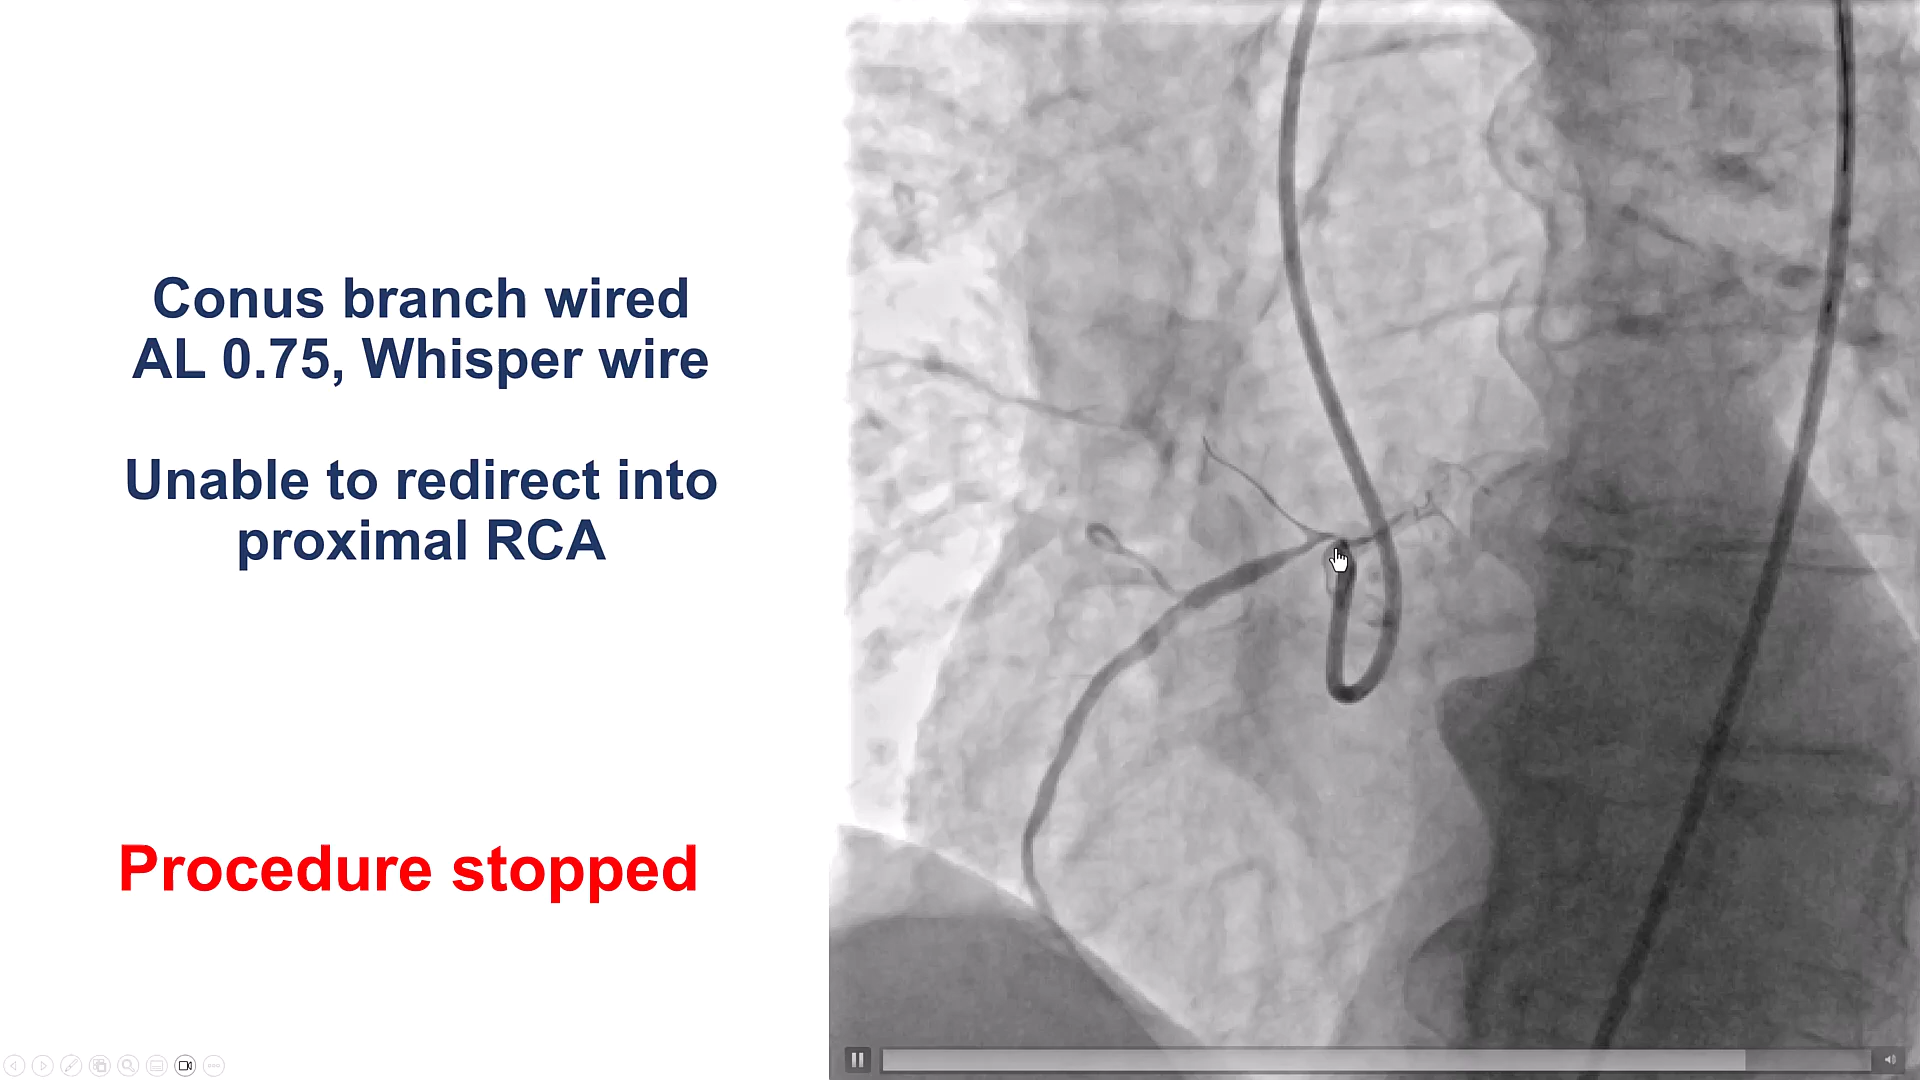 Conus branch wired
AL 0.75, Whisper wire
Unable to redirect into
proximal RCA
Procedure stopped